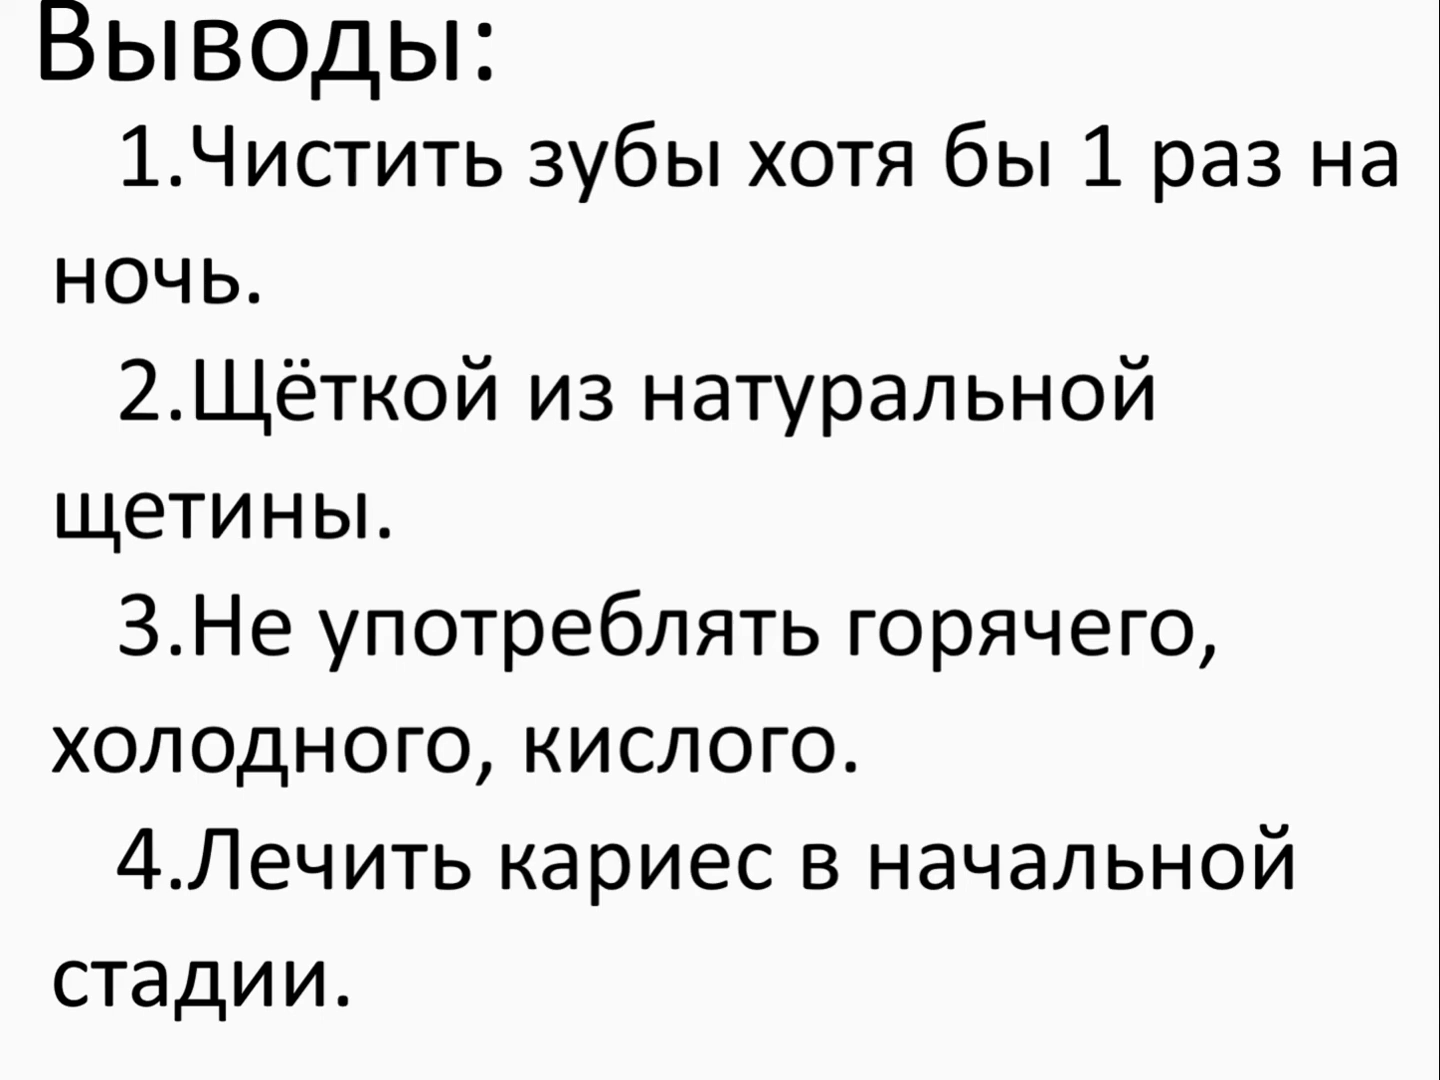 Выводы:
1.Чистить зубы хотя бы 1 раз на
ночь.
2.Щёткой из натуральной
щетины.
3.Не употреблять горячего,
холодного, кислого.
4.Лечить кариес в начальной
стадии.